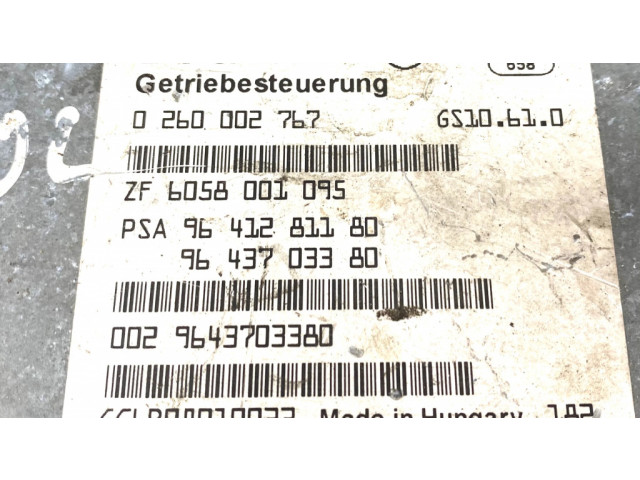 658
Getriebesteuerung
0 260 002 767 GS10.61.0
ZF 6058 001 095
PSA 96 412 811 80
96 437 033 80
002 9643703380
Made in Hungary 182